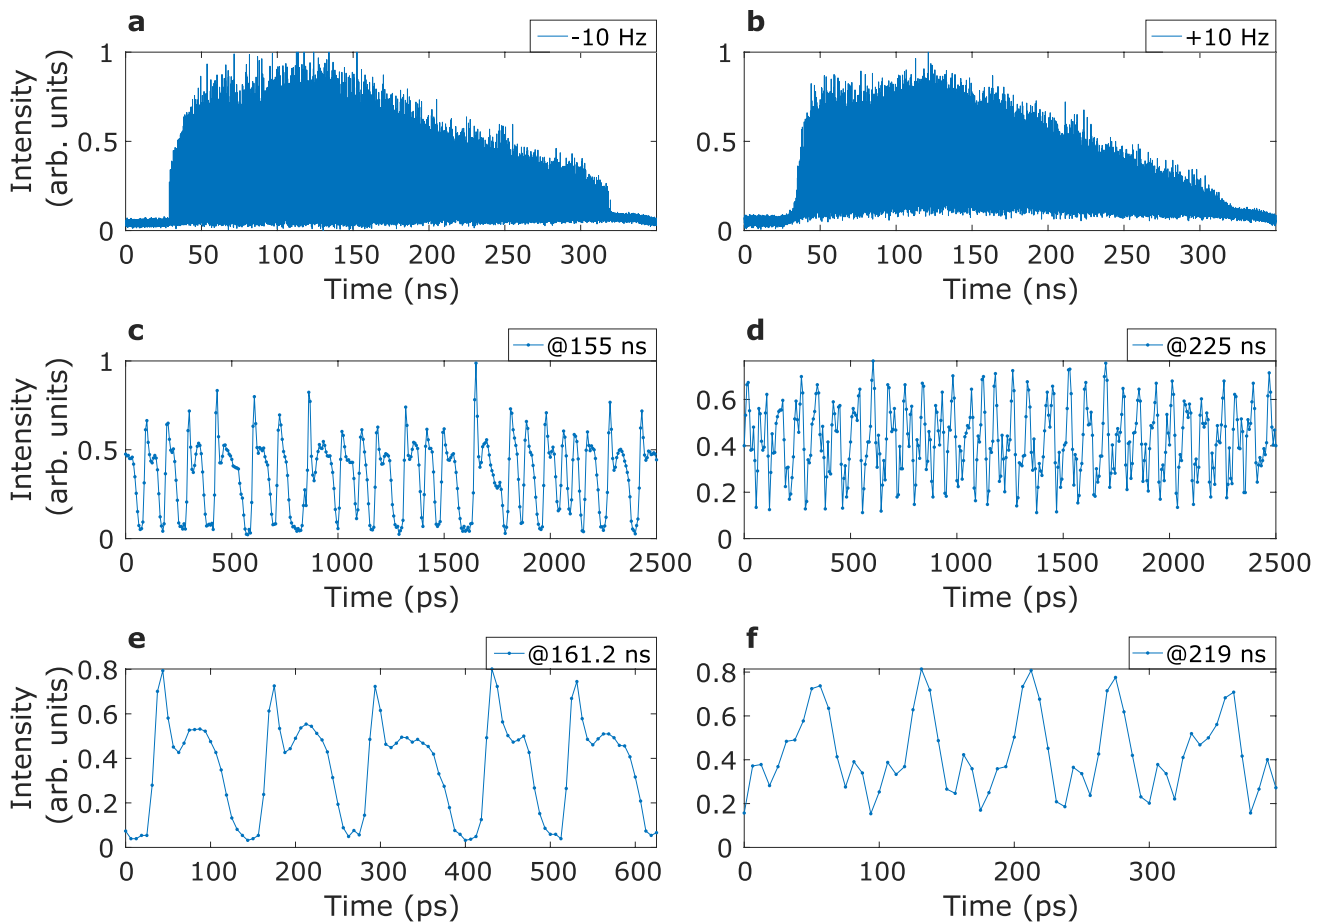 a
-10 Hz
Intensity
(arb. units)
1
0.5
0
0 50 100 150 200 250 300
Time (ns)
b
+10 Hz
1
0.5
0
0 50 100 150 200 250 300
Time (ns)
c
@155 ns
Intensity
(arb. units)
1
0.5
0
0 500 1000 1500 2000 2500
Time (ps)
d
@225 ns
0.6
0.4
0.2
0
0 500 1000 1500 2000 2500
Time (ps)
e
@161.2 ns
Intensity
(arb. units)
0.8
0.6
0.4
0.2
0
0 100 200 300 400 500 600
Time (ps)
f
@219 ns
0.8
0.6
0.4
0.2
0
0 100 200 300
Time (ps)